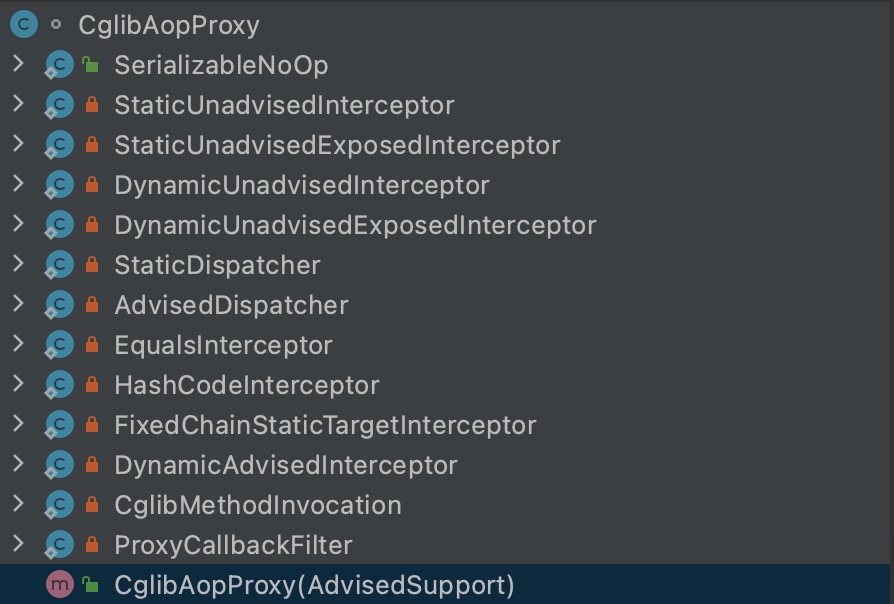 CglibAopProxy
SerializableNoOp
StaticUnadvisedInterceptor
StaticUnadvisedExposedInterceptor
DynamicUnadvisedInterceptor
DynamicUnadvisedExposedInterceptor
StaticDispatcher
AdvisedDispatcher
EqualsInterceptor
HashCodeInterceptor
FixedChainStaticTargetInterceptor
DynamicAdvisedInterceptor
CglibMethodInvocation
ProxyCallbackFilter
CglibAopProxy(AdvisedSupport)